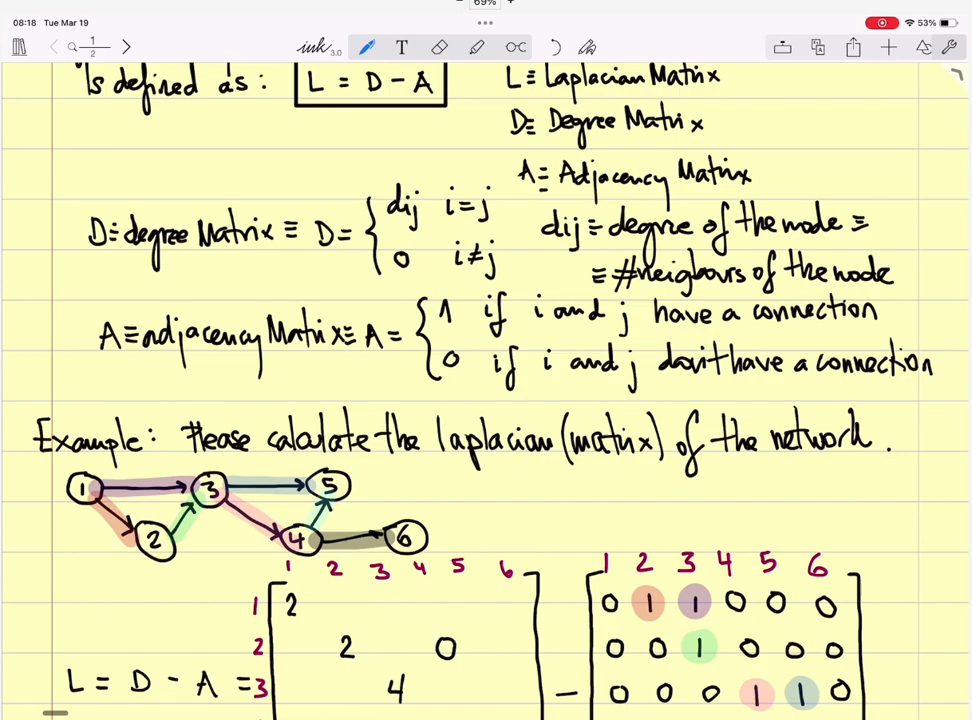 69%
08:18 Tue Mar 19
53%
1
2
ink 3.0
T
Is defined as: L = D - A L ≡ Laplacian Matrix
D ≡ Degree Matrix
A ≡ Adjacency Matrix
D ≡ degree Matrix ≡ D = { dij i = j
0 i ≠ j
dij ≡ degree of the node ≡
≡ #neighbours of the node
A ≡ adjacency Matrix ≡ A = { 1 if i and j have a connection
0 if i and j don't have a connection
Example: Please calculate the laplacian (matrix) of the network.
1 3 5
2 4 6
1 2 3 4 5 6 1 2 3 4 5 6
1 2 0 1 1 0 0 0
2 2 0 0 0 1 0 0 0
L = D - A = 3 4 - 0 0 0 1 1 0